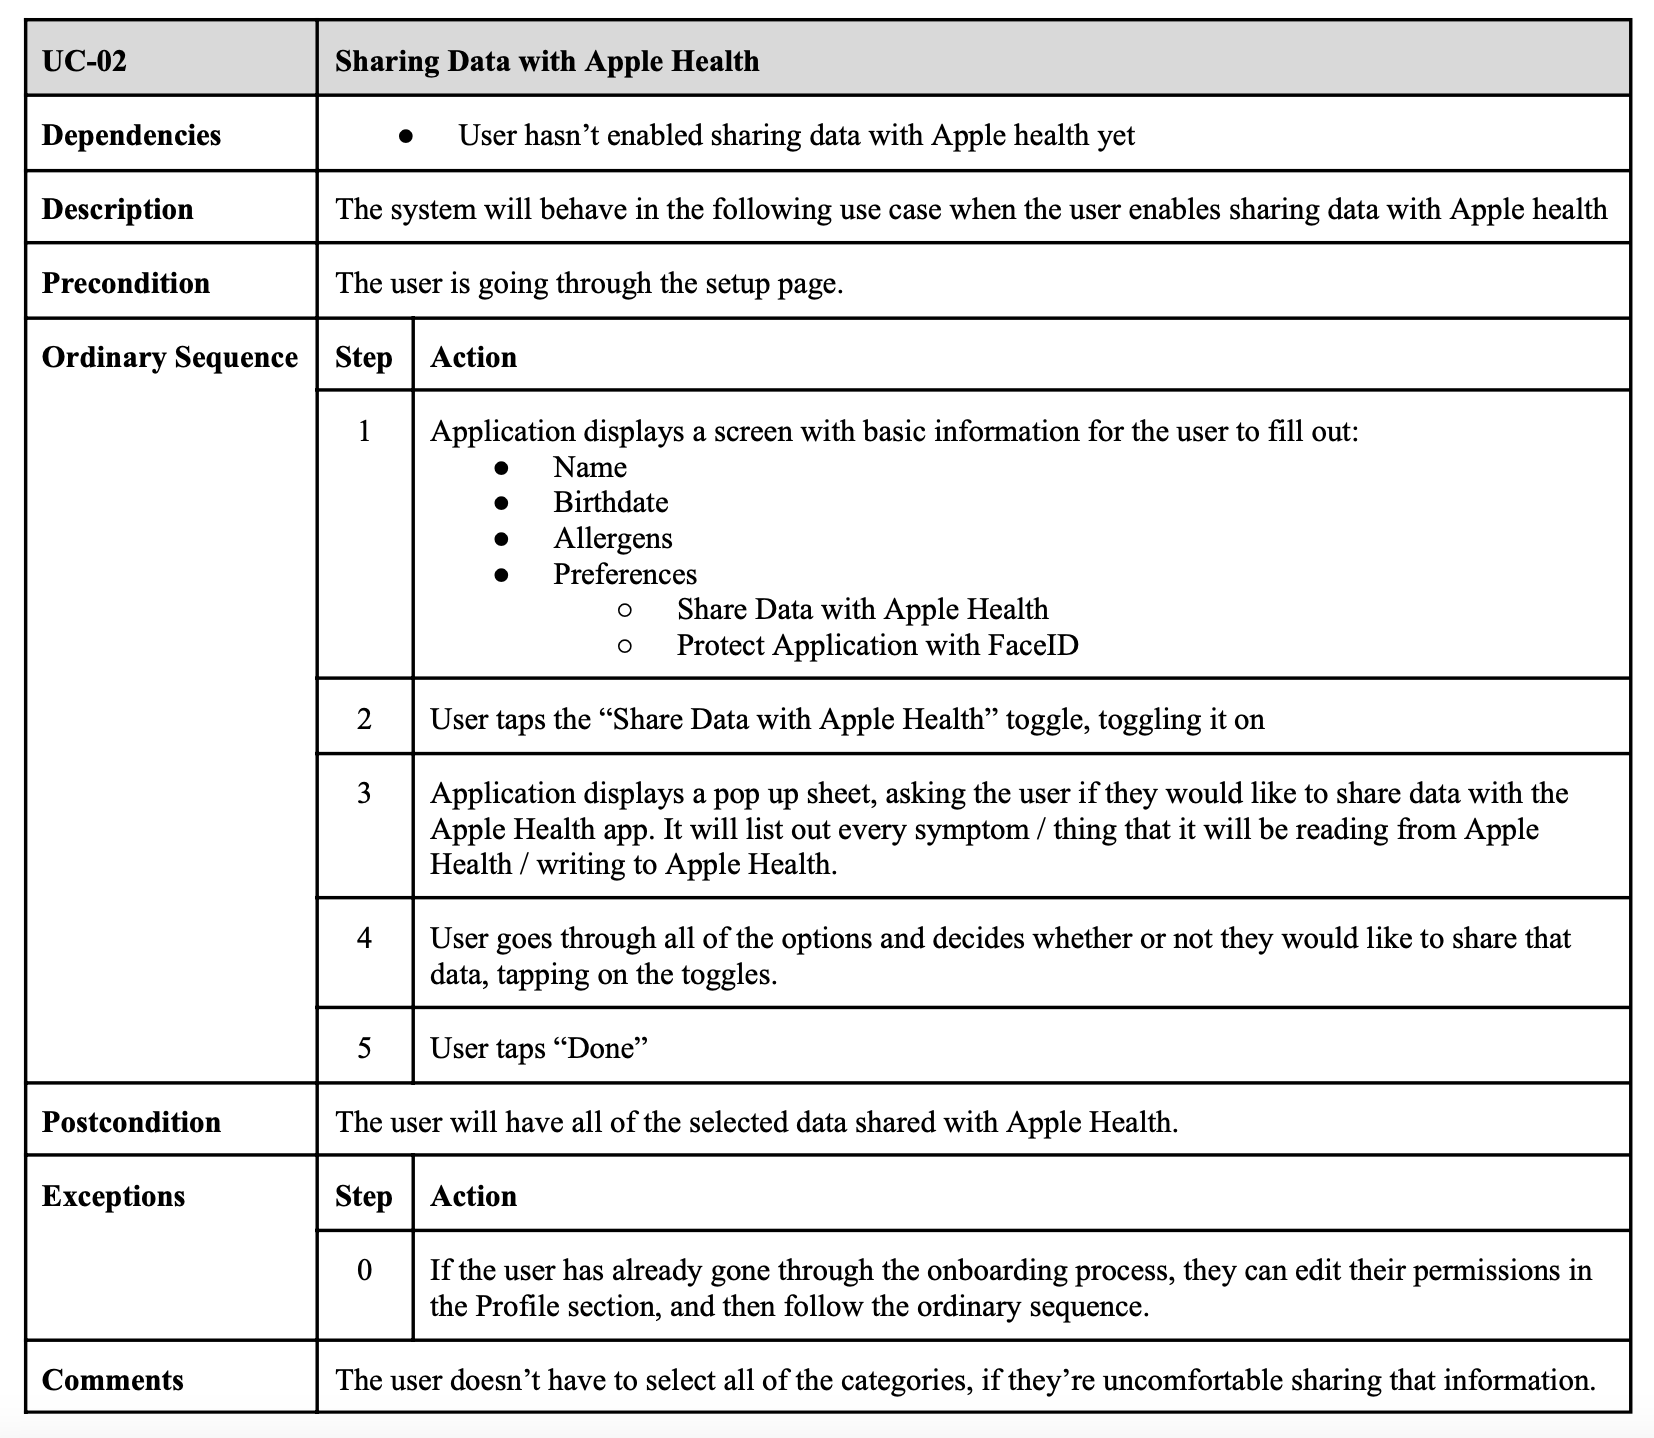 UC-02
Sharing Data with Apple Health
Dependencies
● User hasn’t enabled sharing data with Apple health yet
Description
The system will behave in the following use case when the user enables sharing data with Apple health
Precondition
The user is going through the setup page.
Ordinary Sequence
Step
Action
1
Application displays a screen with basic information for the user to fill out:
● Name
● Birthdate
● Allergens
● Preferences
○ Share Data with Apple Health
○ Protect Application with FaceID
2
User taps the “Share Data with Apple Health” toggle, toggling it on
3
Application displays a pop up sheet, asking the user if they would like to share data with the
Apple Health app. It will list out every symptom / thing that it will be reading from Apple
Health / writing to Apple Health.
4
User goes through all of the options and decides whether or not they would like to share that
data, tapping on the toggles.
5
User taps “Done”
Postcondition
The user will have all of the selected data shared with Apple Health.
Exceptions
Step
Action
0
If the user has already gone through the onboarding process, they can edit their permissions in
the Profile section, and then follow the ordinary sequence.
Comments
The user doesn’t have to select all of the categories, if they’re uncomfortable sharing that information.